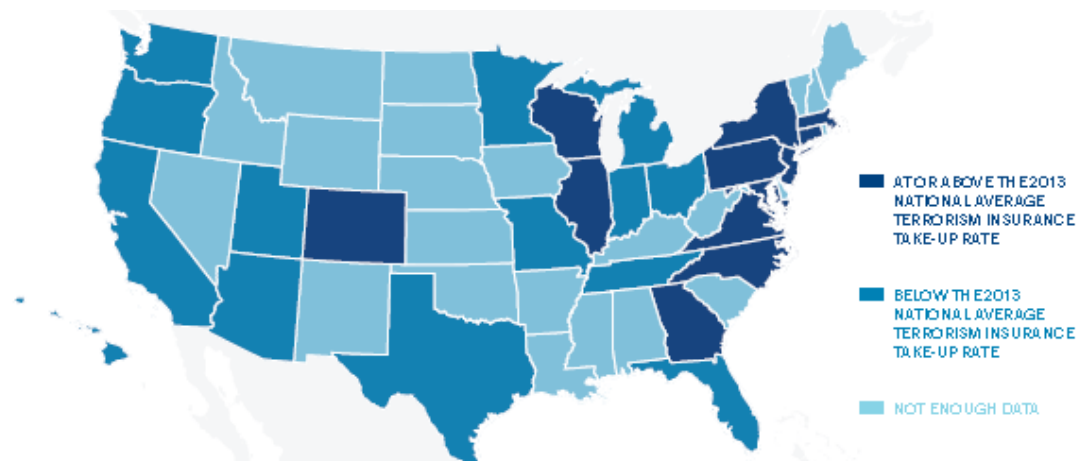 AT OR ABOVE THE 2013
NATIONAL AVERAGE
TERRORISM INSURANCE
TAKE-UP RATE
BELOW THE 2013
NATIONAL AVERAGE
TERRORISM INSURANCE
TAKE-UP RATE
NOT ENOUGH DATA